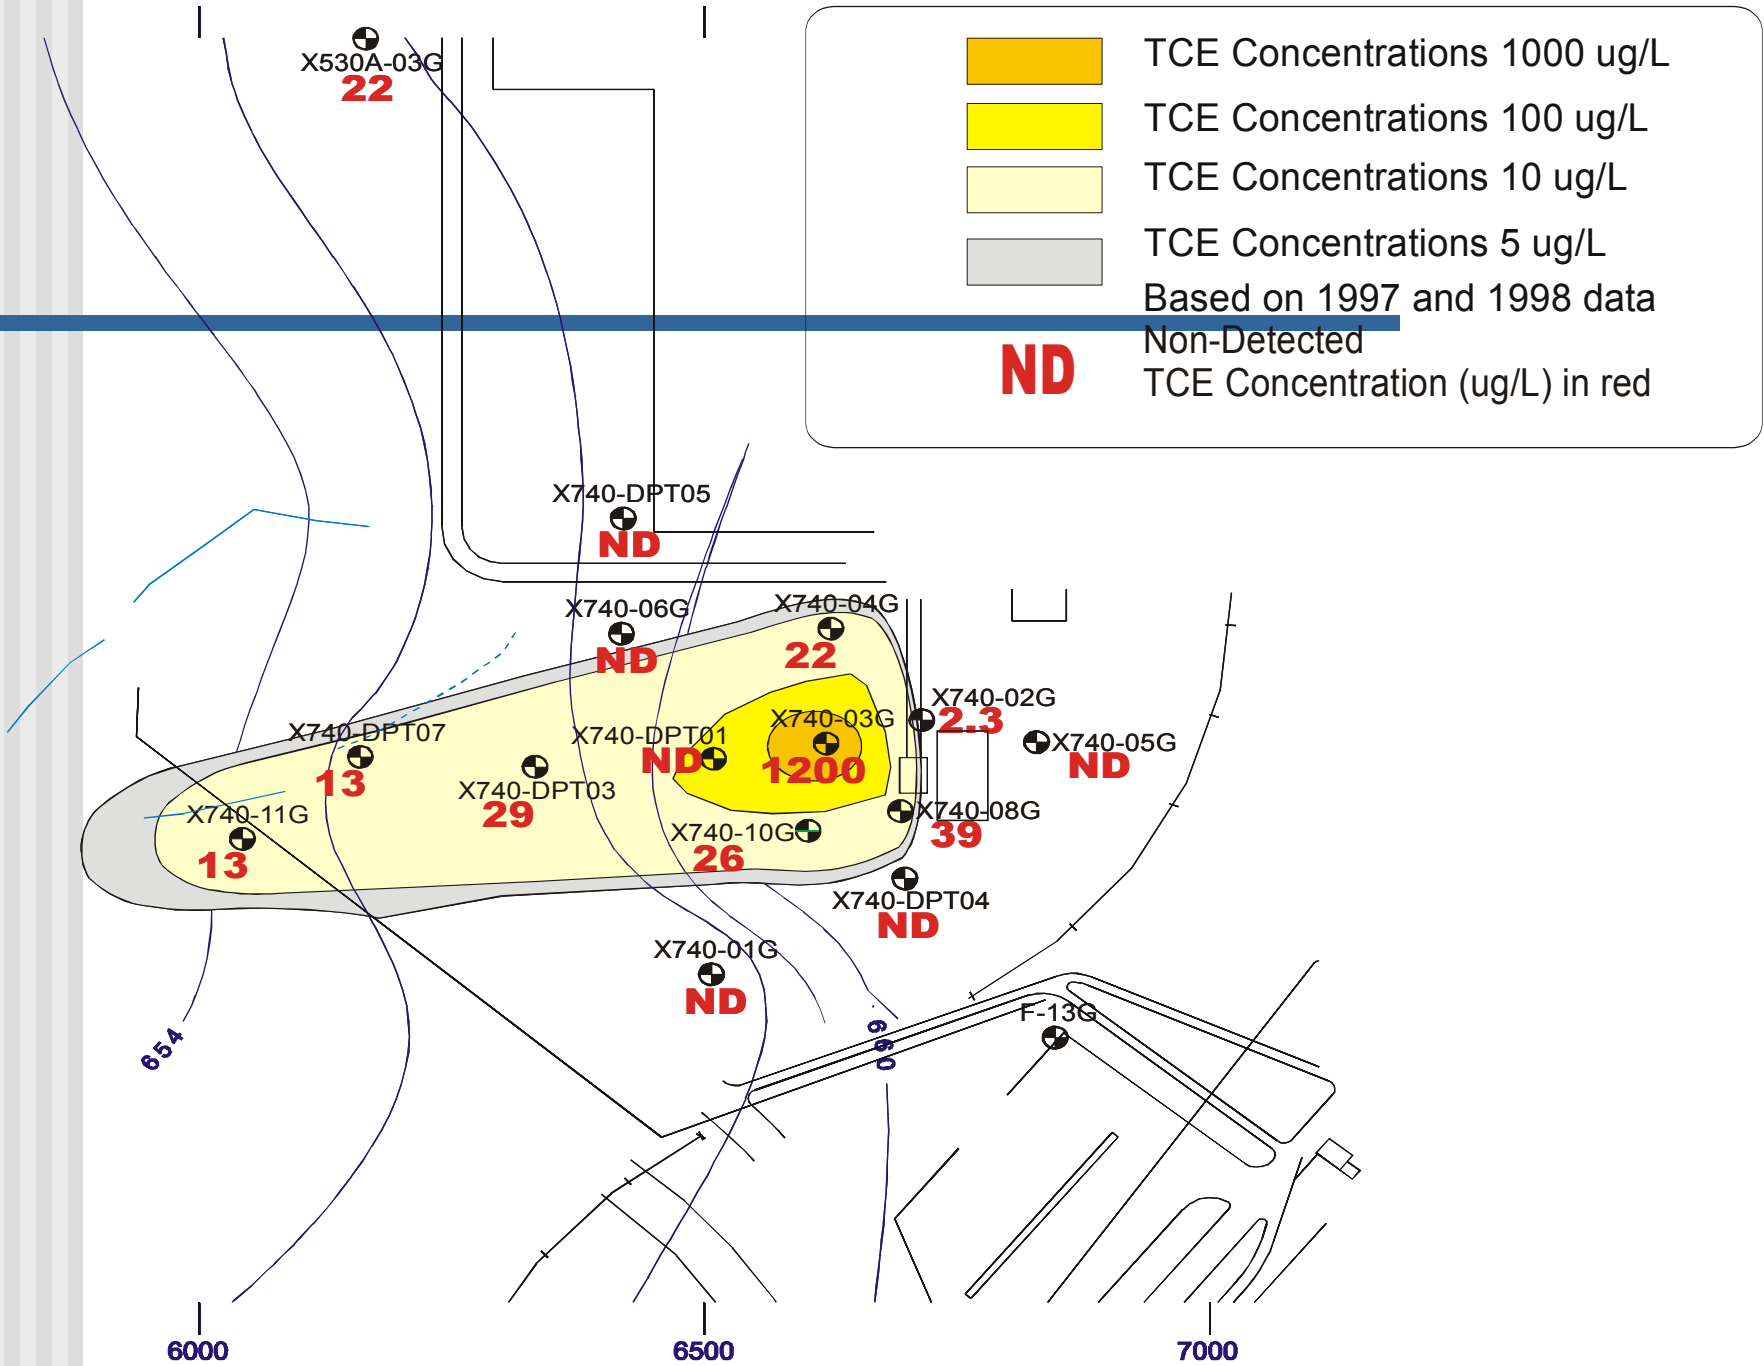 X530A-03G
22
TCE Concentrations 1000 ug/L
TCE Concentrations 100 ug/L
TCE Concentrations 10 ug/L
TCE Concentrations 5 ug/L
Based on 1997 and 1998 data
Non-Detected
ND
TCE Concentration (ug/L) in red
X740-DPT05
ND
X740-06G
ND
X740-04G
22
X740-02G
2.3
X740-03G
1200
X740-DPT01
ND
X740-05G
ND
X740-DPT07
13
X740-DPT03
29
X740-11G
13
X740-10G
26
X740-08G
39
X740-DPT04
ND
X740-01G
ND
F-13G
654
660
6000
6500
7000